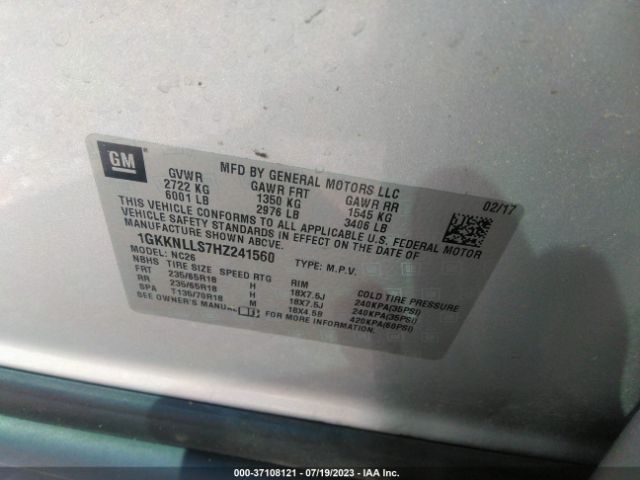 GM
MFD BY GENERAL MOTORS LLC
02/17
GVWR GAWR FRT GAWR RR
2722 KG 1350 KG 1545 KG
6001 LB 2976 LB 3406 LB
THIS VEHICLE CONFORMS TO ALL APPLICABLE U.S. FEDERAL MOTOR
VEHICLE SAFETY STANDARDS IN EFFECT ON THE DATE OF
MANUFACTURE SHOWN ABOVE.
1GKKNLLS7HZ241560 TYPE: M.P.V.
MODEL: NC26
NBHS TIRE SIZE SPEED RTG RIM COLD TIRE PRESSURE
FRT 235/65R18 H 18X7.5J 240KPA(35PSI)
RR 235/65R18 H 18X7.5J 240KPA(35PSI)
SPA T135/70R18 M 18X4.5B 420KPA(60PSI)
SEE OWNER'S MANUAL FOR MORE INFORMATION.
000-37108121 / 07/19/2023 - IAA Inc.